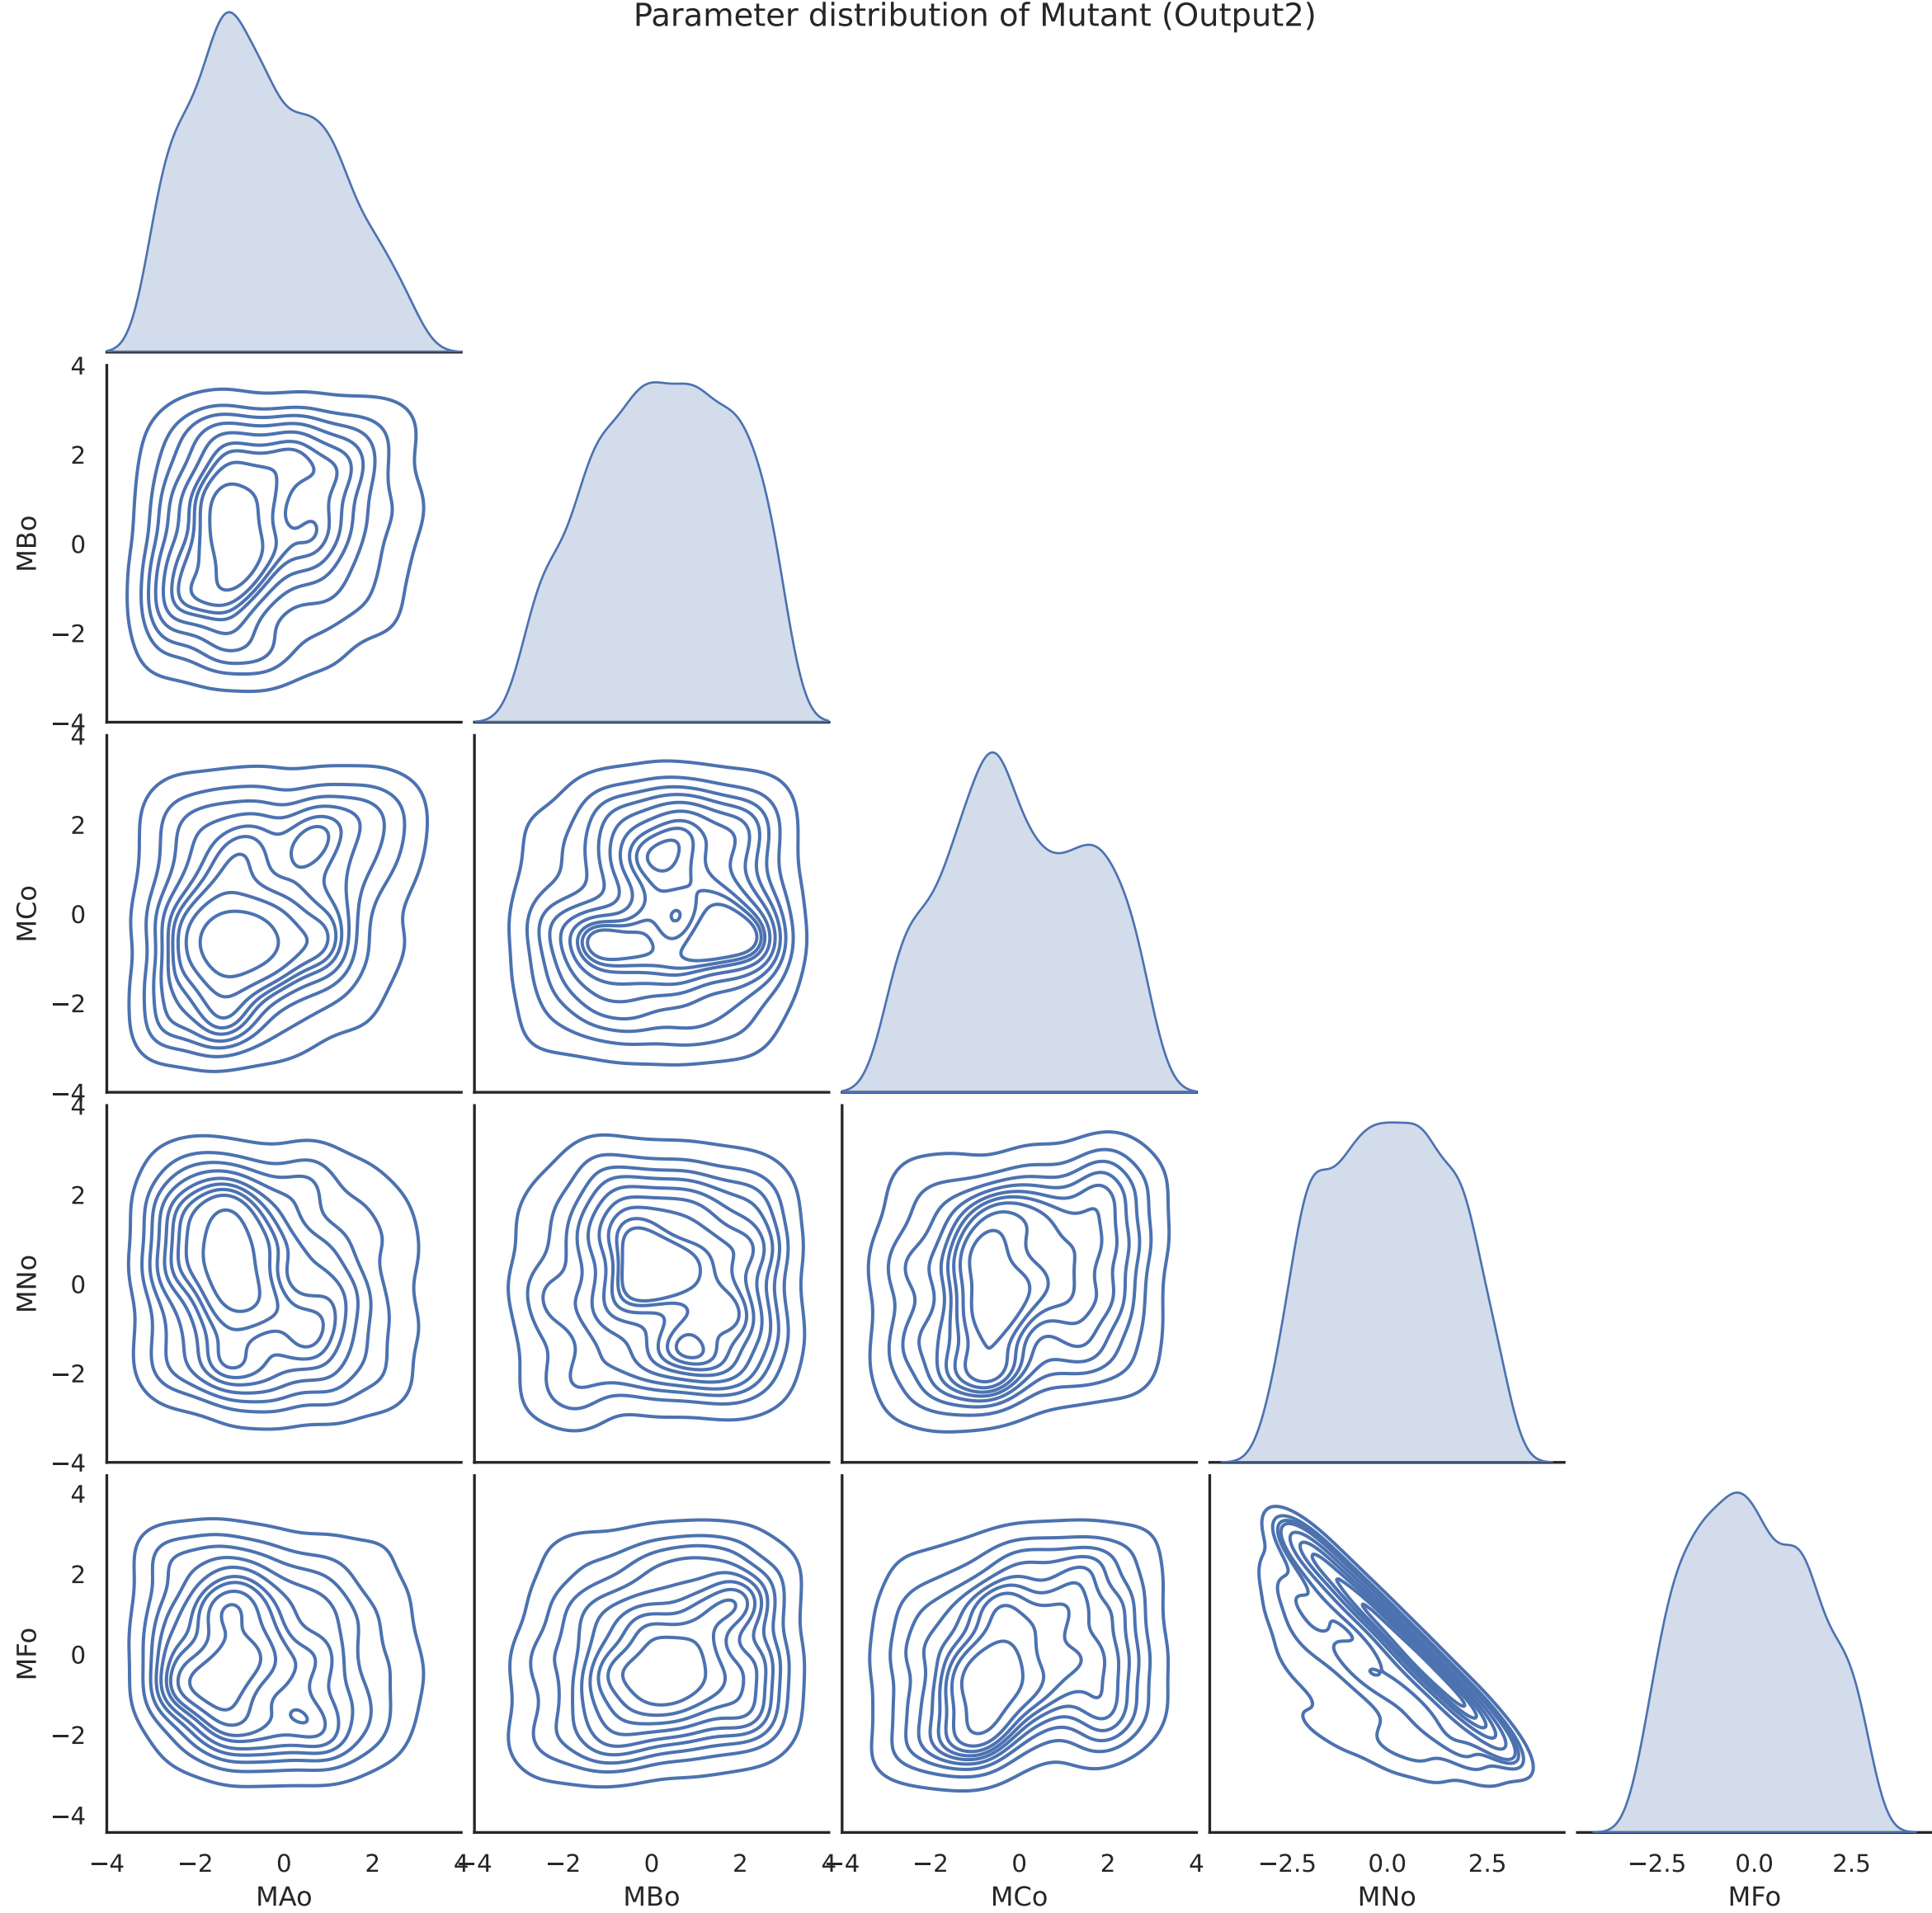 Parameter distribution of Mutant (Output2)
4
2
0
−2
−4
MBo
4
2
0
−2
−4
MCo
4
2
0
−2
−4
MNo
4
2
0
−2
−4
MFo
−4 −2 0 2 4
−4 −2 0 2 4
−4 −2 0 2 4
−2.5 0.0 2.5
−2.5 0.0 2.5
MAo MBo MCo MNo MFo